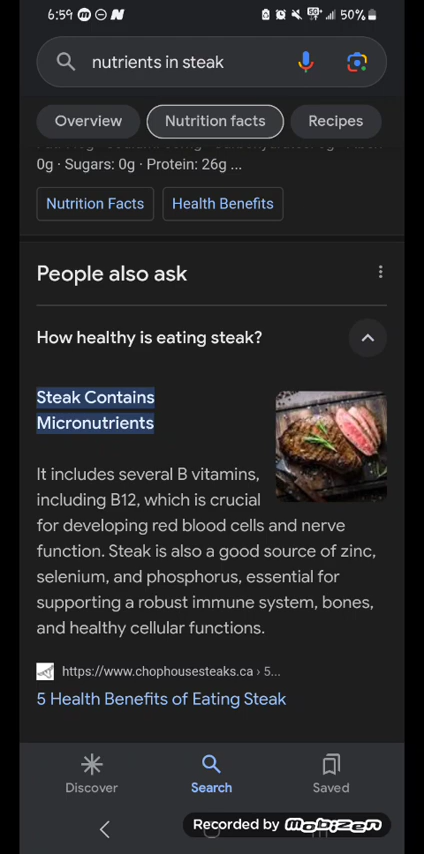 6:59
5G
50%
nutrients in steak
Overview
Nutrition facts
Recipes
0g · Sugars: 0g · Protein: 26g ...
Nutrition Facts
Health Benefits
People also ask
How healthy is eating steak?
Steak Contains
Micronutrients
It includes several B vitamins,
including B12, which is crucial
for developing red blood cells and nerve
function. Steak is also a good source of zinc,
selenium, and phosphorus, essential for
supporting a robust immune system, bones,
and healthy cellular functions.
https://www.chophousesteaks.ca › 5...
5 Health Benefits of Eating Steak
Discover
Search
Saved
Recorded by MOBIZEN